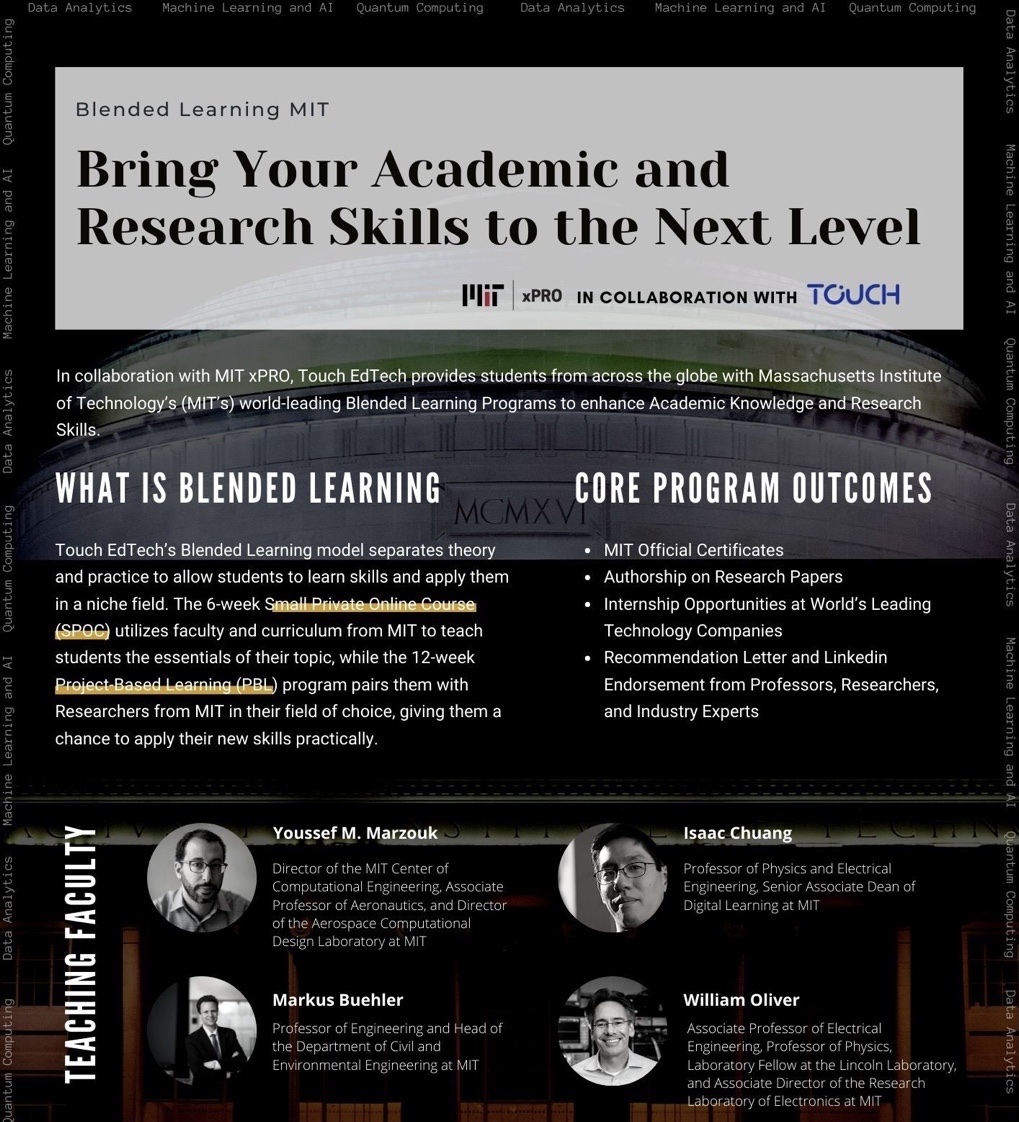 Data Analytics Machine Learning and AI Quantum Computing Data Analytics Machine Learning and AI Quantum Computing
Blended Learning MIT
Bring Your Academic and
Research Skills to the Next Level
MIT xPRO IN COLLABORATION WITH TOUCH
In collaboration with MIT xPRO, Touch EdTech provides students from across the globe with Massachusetts Institute
of Technology's (MIT's) world-leading Blended Learning Programs to enhance Academic Knowledge and Research
Skills.
WHAT IS BLENDED LEARNING
MCMXVI
Touch EdTech's Blended Learning model separates theory
and practice to allow students to learn skills and apply them
in a niche field. The 6-week Small Private Online Course
(SPOC) utilizes faculty and curriculum from MIT to teach
students the essentials of their topic, while the 12-week
Project-Based Learning (PBL) program pairs them with
Researchers from MIT in their field of choice, giving them a
chance to apply their new skills practically.
CORE PROGRAM OUTCOMES
• MIT Official Certificates
• Authorship on Research Papers
• Internship Opportunities at World's Leading
Technology Companies
• Recommendation Letter and Linkedin
Endorsement from Professors, Researchers,
and Industry Experts
TEACHING FACULTY
Youssef M. Marzouk
Director of the MIT Center of
Computational Engineering, Associate
Professor of Aeronautics, and Director
of the Aerospace Computational
Design Laboratory at MIT
Isaac Chuang
Professor of Physics and Electrical
Engineering, Senior Associate Dean of
Digital Learning at MIT
Markus Buehler
Professor of Engineering and Head of
the Department of Civil and
Environmental Engineering at MIT
William Oliver
Associate Professor of Electrical
Engineering, Professor of Physics,
Laboratory Fellow at the Lincoln Laboratory,
and Associate Director of the Research
Laboratory of Electronics at MIT
Quantum Computing Data Analytics Machine Learning and AI Quantum Computing Data Analytics Machine Learning and AI Quantum Computing
Data Analytics Machine Learning and AI Quantum Computing Data Analytics Machine Learning and AI Quantum Computing Data Analytics